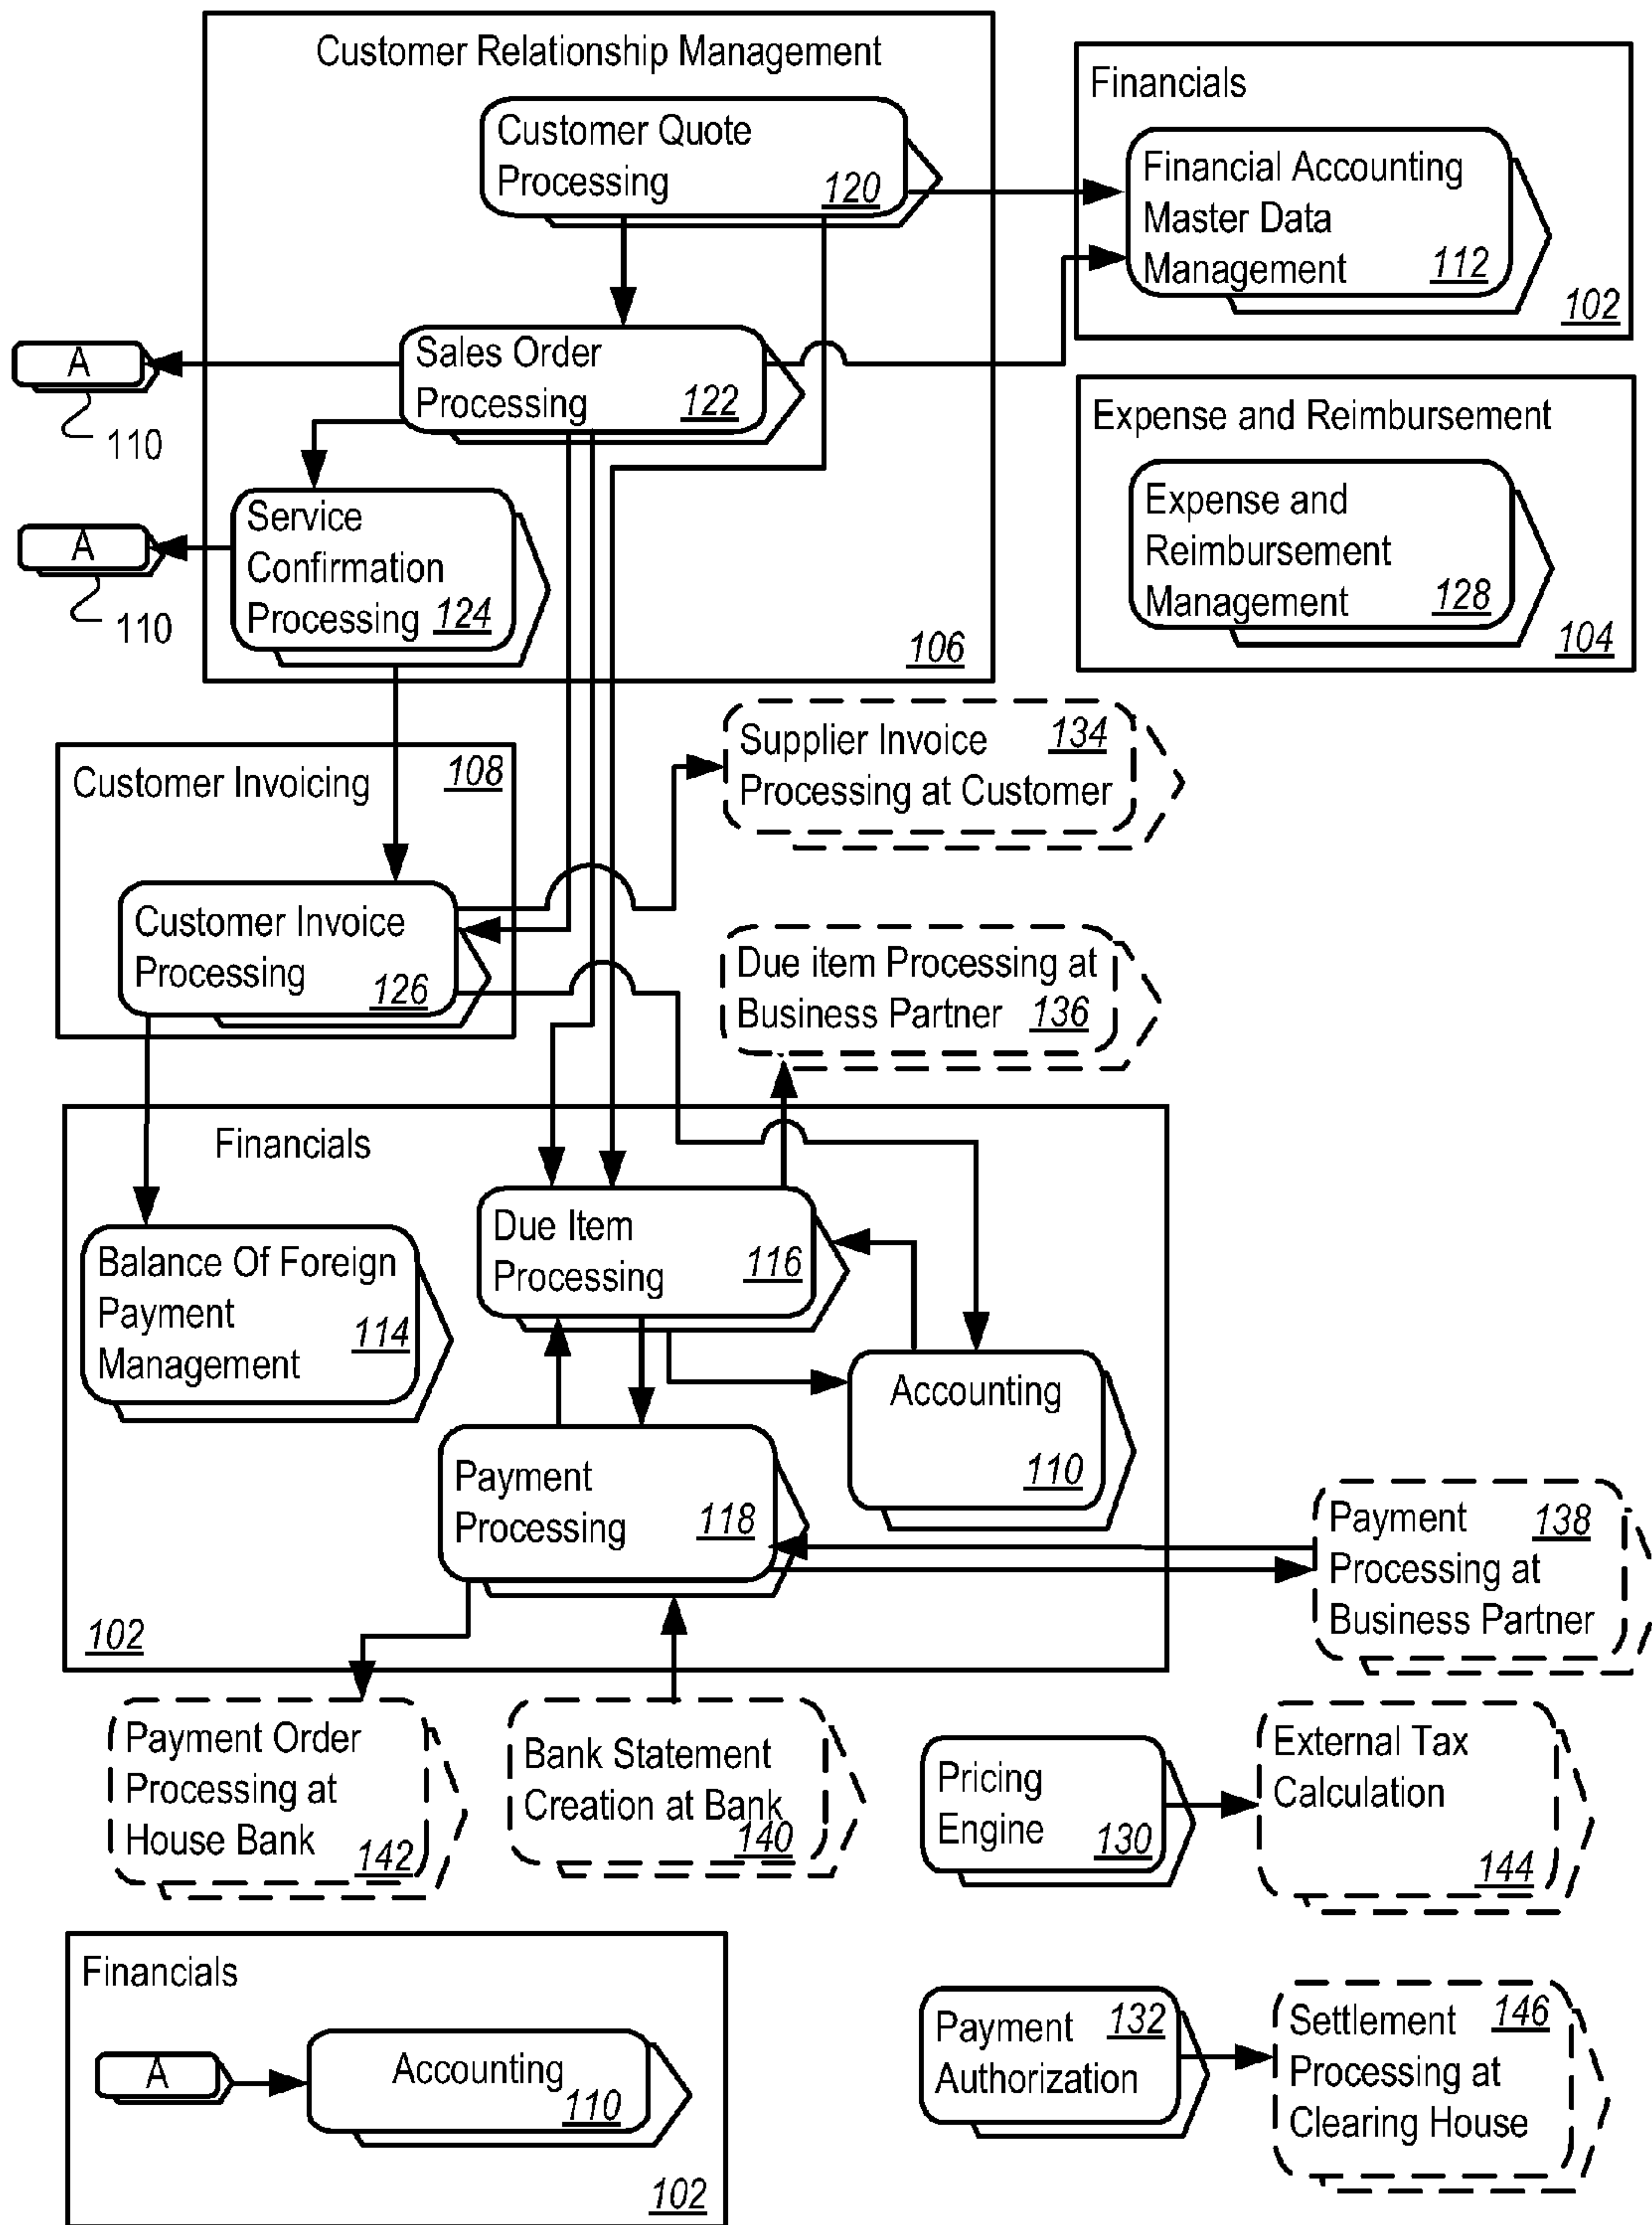 Customer Relationship Management
Customer Quote
Processing 120
Financials
Financial Accounting
Master Data
Management 112
102
A
110
Sales Order
Processing 122
Expense and Reimbursement
Expense and
Reimbursement
Management 128
104
A
110
Service
Confirmation
Processing 124
106
Supplier Invoice 134
Processing at Customer
Customer Invoicing 108
Customer Invoice
Processing 126
Due item Processing at
Business Partner 136
Financials
Due Item
Processing 116
Balance Of Foreign
Payment
Management 114
Accounting
110
Payment
Processing 118
Payment 138
Processing at
Business Partner
102
Payment Order
Processing at
House Bank 142
Bank Statement
Creation at Bank
140
Pricing
Engine 130
External Tax
Calculation
144
Financials
A
Accounting
110
102
Payment 132
Authorization
Settlement 146
Processing at
Clearing House